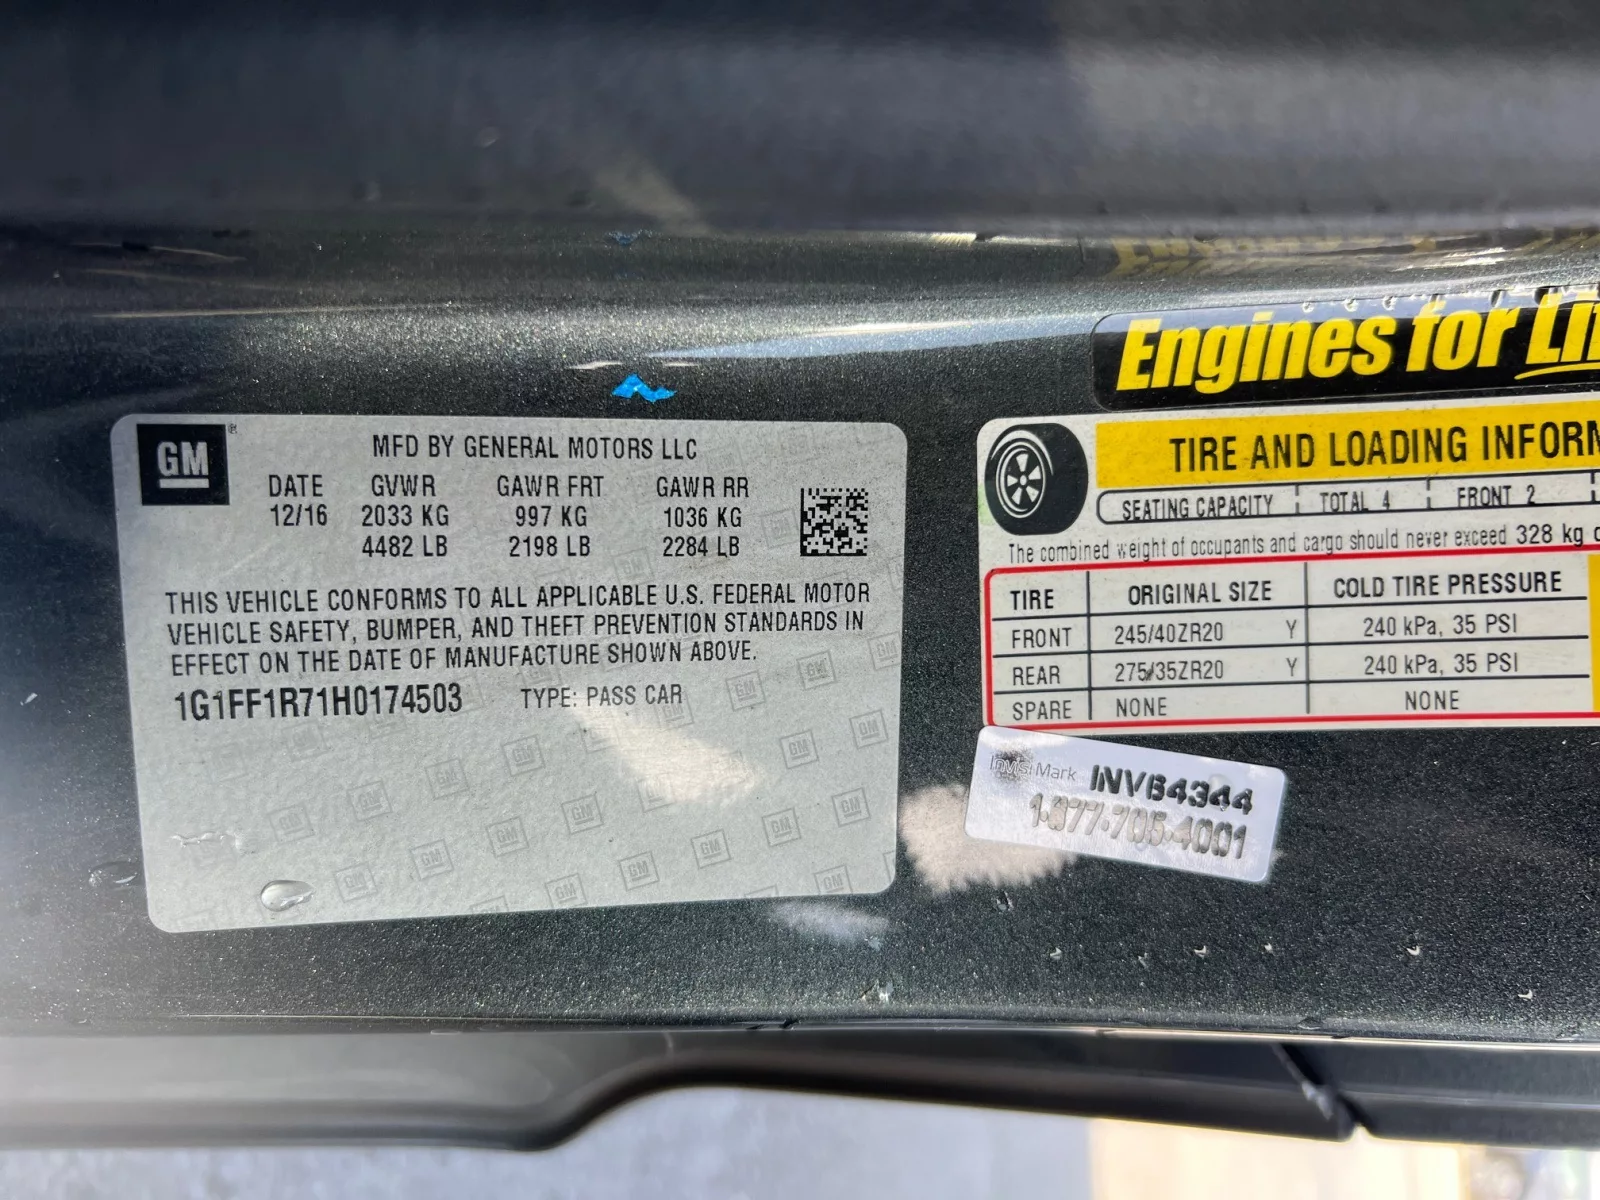 GM
MFD BY GENERAL MOTORS LLC
DATE GVWR GAWR FRT GAWR RR
12/16 2033 KG 997 KG 1036 KG
4482 LB 2198 LB 2284 LB
THIS VEHICLE CONFORMS TO ALL APPLICABLE U.S. FEDERAL MOTOR
VEHICLE SAFETY, BUMPER, AND THEFT PREVENTION STANDARDS IN
EFFECT ON THE DATE OF MANUFACTURE SHOWN ABOVE.
1G1FF1R71H0174503 TYPE: PASS CAR
Engines for
TIRE AND LOADING INFORM
SEATING CAPACITY TOTAL 4 FRONT 2
The combined weight of occupants and cargo should never exceed 328 kg
TIRE ORIGINAL SIZE COLD TIRE PRESSURE
FRONT 245/40ZR20 Y 240 kPa, 35 PSI
REAR 275/35ZR20 Y 240 kPa, 35 PSI
SPARE NONE NONE
InvisiMark INVB4344
1-877-705-4001